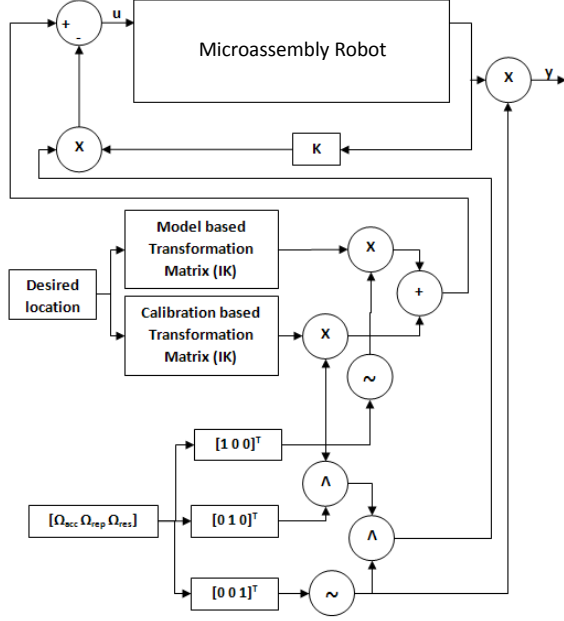 +
-
u
Microassembly Robot
X
y
X
K
Model based
Transformation
Matrix (IK)
X
Desired
location
+
Calibration based
Transformation
Matrix (IK)
X
~
[1 0 0]ᵀ
Λ
[Ωacc Ωrep Ωres]
[0 1 0]ᵀ
Λ
[0 0 1]ᵀ
~